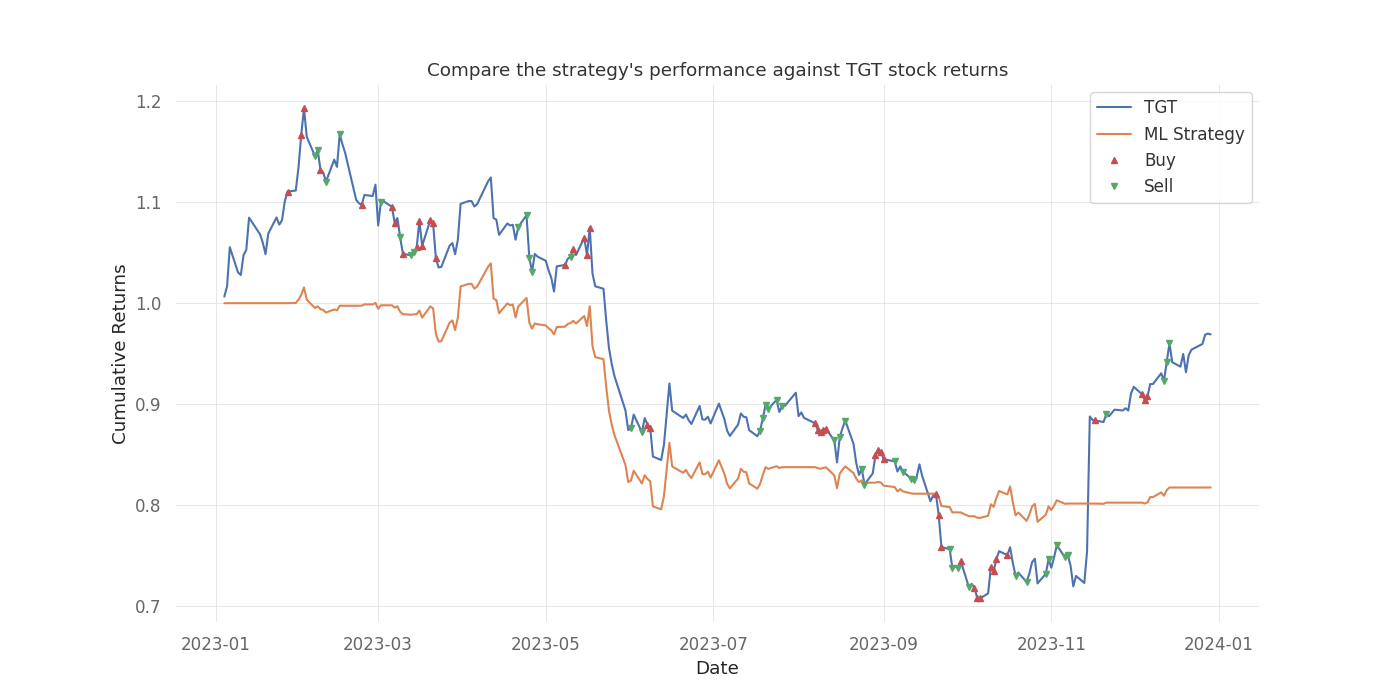 Compare the strategy's performance against TGT stock returns
1.2
1.1
1.0
0.9
0.8
0.7
Cumulative Returns
TGT
ML Strategy
Buy
Sell
2023-01 2023-03 2023-05 2023-07 2023-09 2023-11 2024-01
Date